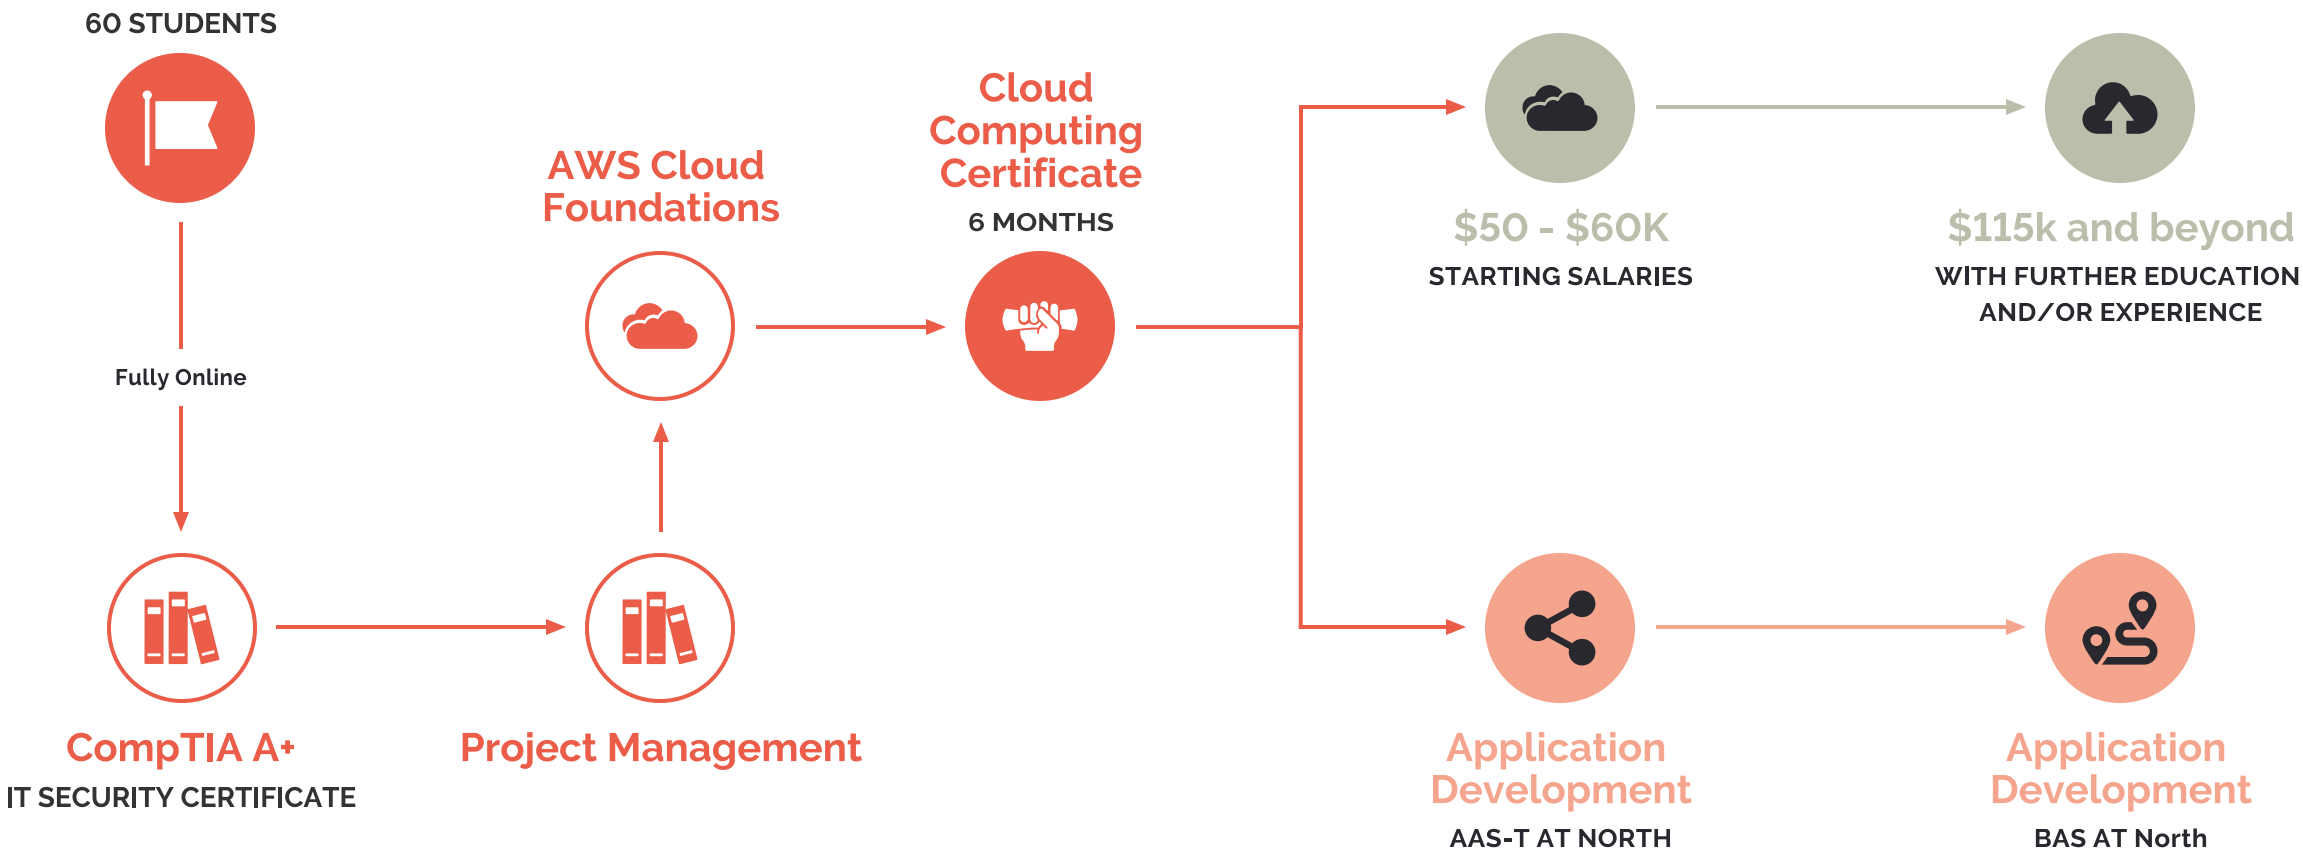 60 STUDENTS
Fully Online
CompTIA A+
IT SECURITY CERTIFICATE
Project Management
AWS Cloud
Foundations
Cloud
Computing
Certificate
6 MONTHS
$50 - $60K
STARTING SALARIES
$115k and beyond
WITH FURTHER EDUCATION
AND/OR EXPERIENCE
Application
Development
AAS-T AT NORTH
Application
Development
BAS AT North